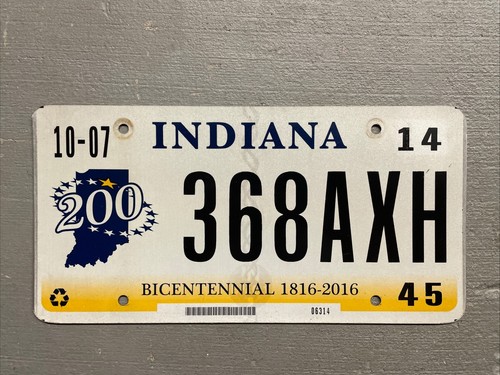 10-07 INDIANA 14
200 368AXH
BICENTENNIAL 1816-2016 45
06314